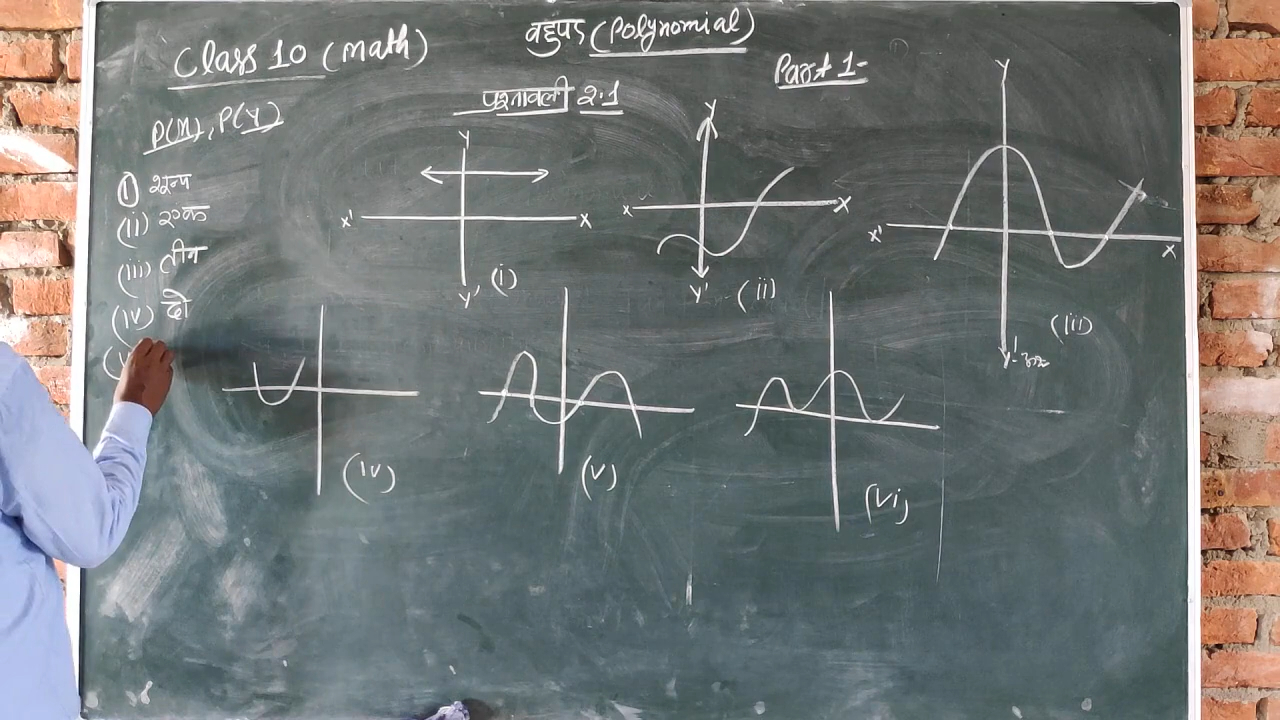 Class 10 (Math)
बहुपद (Polynomial)
Part 1-
प्रश्नावली 2.1
P(x), P(y)
(i) शून्य
(ii) एक
(iii) तीन
(iv) दो
(v
Y
X' X
Y' (i)
Y
X X
Y' (ii)
Y
X' X
Y' (iii)
(iv)
(v)
(vi)